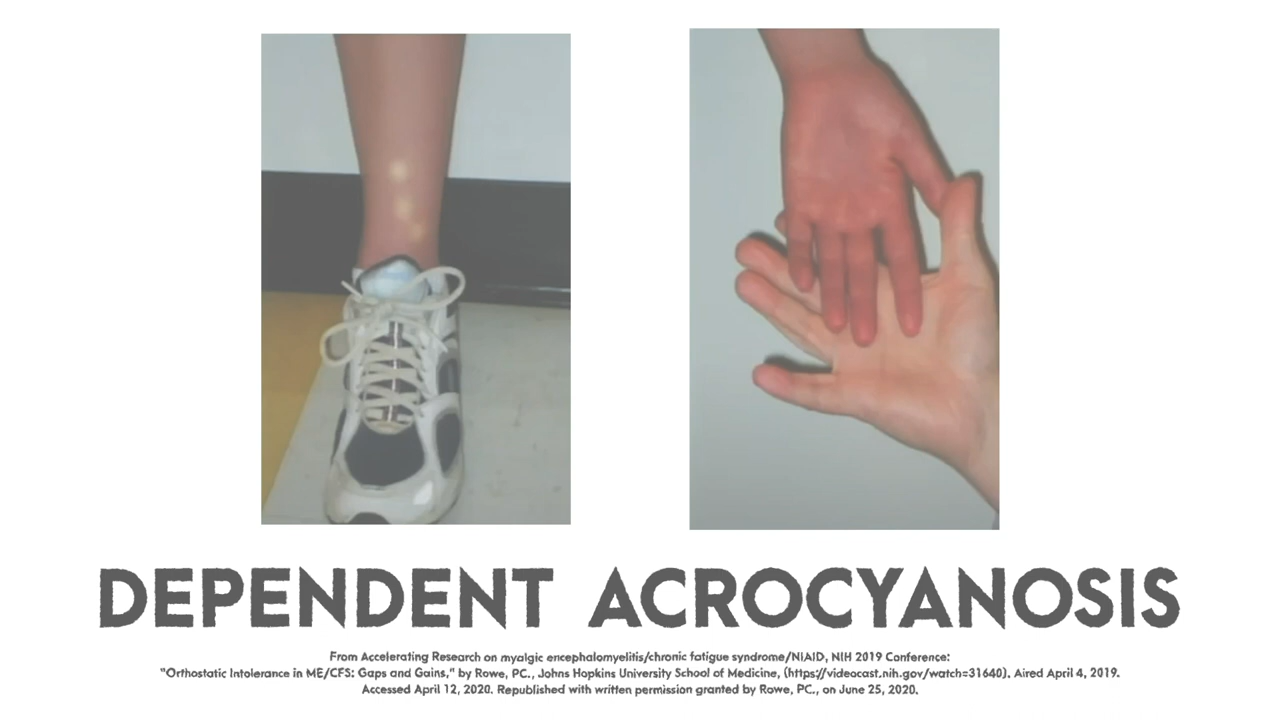 DEPENDENT ACROCYANOSIS
From Accelerating Research on myalgic encephalomyelitis/chronic fatigue syndrome/NIAID, NIH 2019 Conference:
"Orthostatic Intolerance in ME/CFS: Gaps and Gains," by Rowe, PC., Johns Hopkins University School of Medicine, (https://videocast.nih.gov/watch=31640). Aired April 4, 2019.
Accessed April 12, 2020. Republished with written permission granted by Rowe, PC., on June 25, 2020.